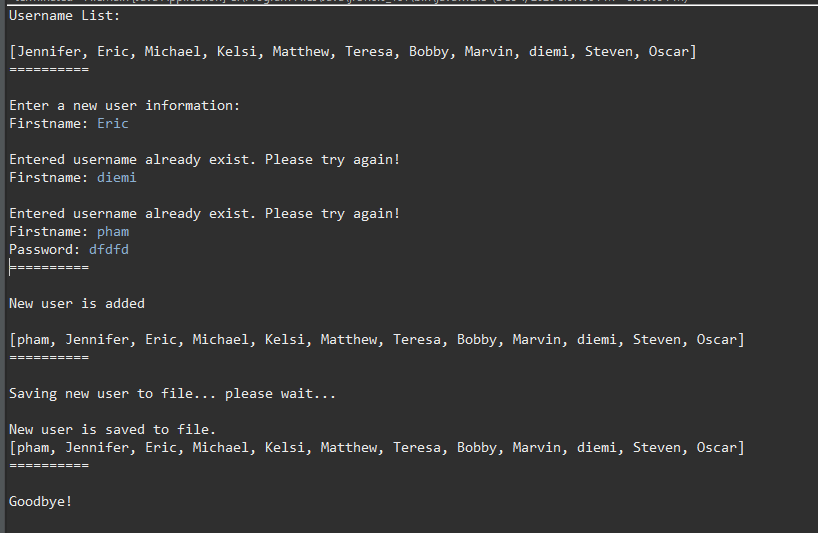 Username List:
[Jennifer, Eric, Michael, Kelsi, Matthew, Teresa, Bobby, Marvin, diemi, Steven, Oscar]
==========
Enter a new user information:
Firstname: Eric
Entered username already exist. Please try again!
Firstname: diemi
Entered username already exist. Please try again!
Firstname: pham
Password: dfdfd
==========
New user is added
[pham, Jennifer, Eric, Michael, Kelsi, Matthew, Teresa, Bobby, Marvin, diemi, Steven, Oscar]
==========
Saving new user to file... please wait...
New user is saved to file.
[pham, Jennifer, Eric, Michael, Kelsi, Matthew, Teresa, Bobby, Marvin, diemi, Steven, Oscar]
==========
Goodbye!